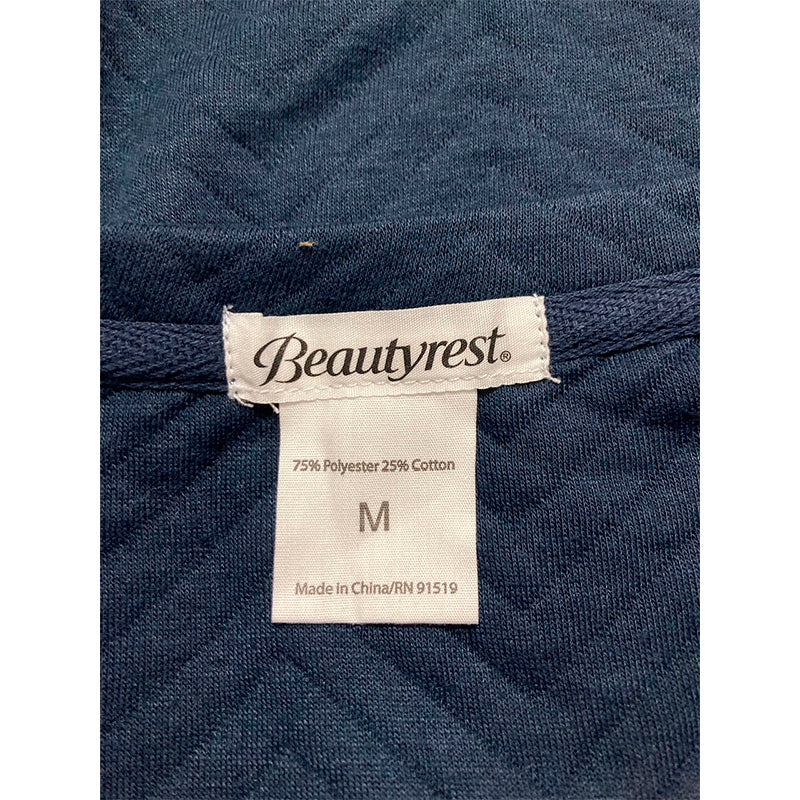 Beautyrest®
75% Polyester 25% Cotton
M
Made in China/RN 91519